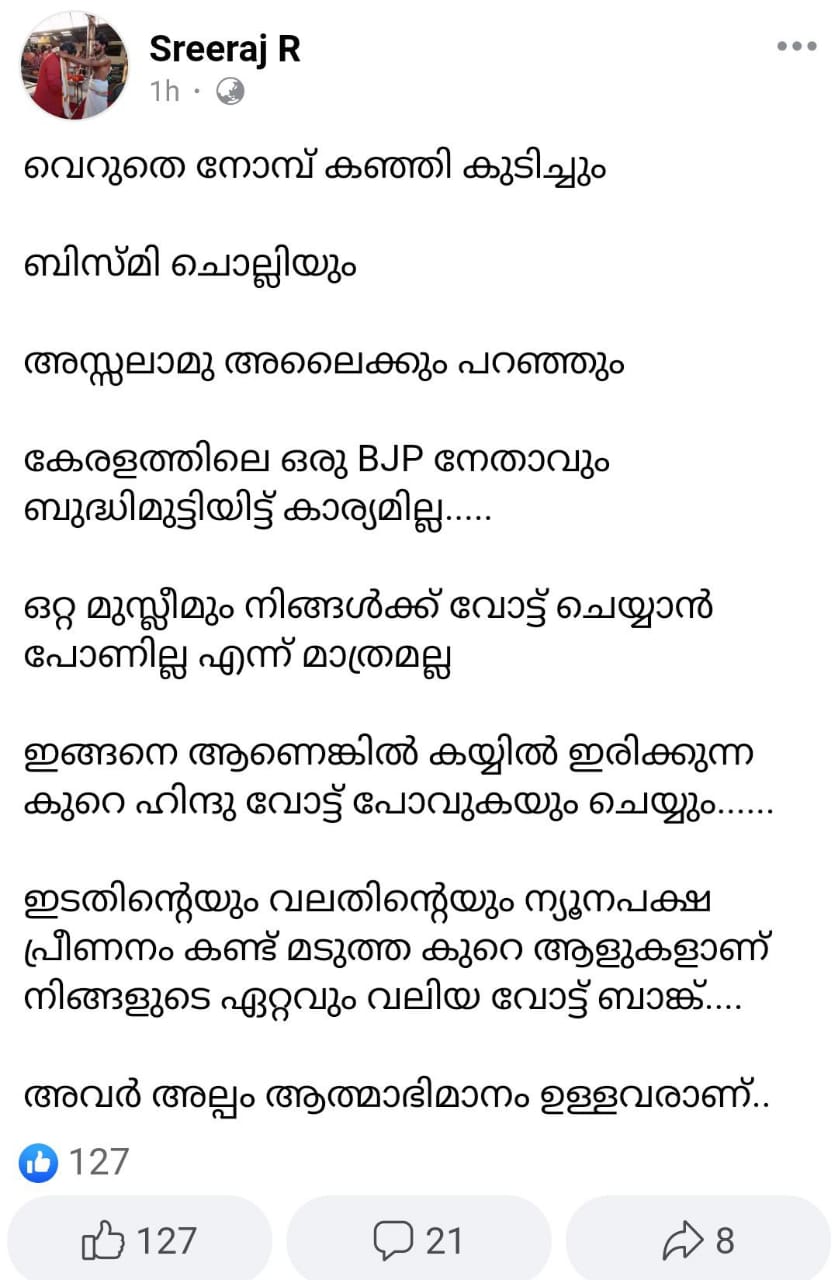 Sreeraj R
1h ·
വെറുതെ നോമ്പ് കഞ്ഞി കുടിച്ചും
ബിസ്മി ചൊല്ലിയും
അസ്സലാമു അലൈക്കും പറഞ്ഞും
കേരളത്തിലെ ഒരു BJP നേതാവും
ബുദ്ധിമുട്ടിയിട്ട് കാര്യമില്ല.....
ഒറ്റ മുസ്ലീമും നിങ്ങൾക്ക് വോട്ട് ചെയ്യാൻ
പോണില്ല എന്ന് മാത്രമല്ല
ഇങ്ങനെ ആണെങ്കിൽ കയ്യിൽ ഇരിക്കുന്ന
കുറെ ഹിന്ദു വോട്ട് പോവുകയും ചെയ്യും......
ഇടതിന്റെയും വലതിന്റെയും ന്യൂനപക്ഷ
പ്രീണനം കണ്ട് മടുത്ത കുറെ ആളുകളാണ്
നിങ്ങളുടെ ഏറ്റവും വലിയ വോട്ട് ബാങ്ക്....
അവർ അല്പം ആത്മാഭിമാനം ഉള്ളവരാണ്..
127
127 21 8